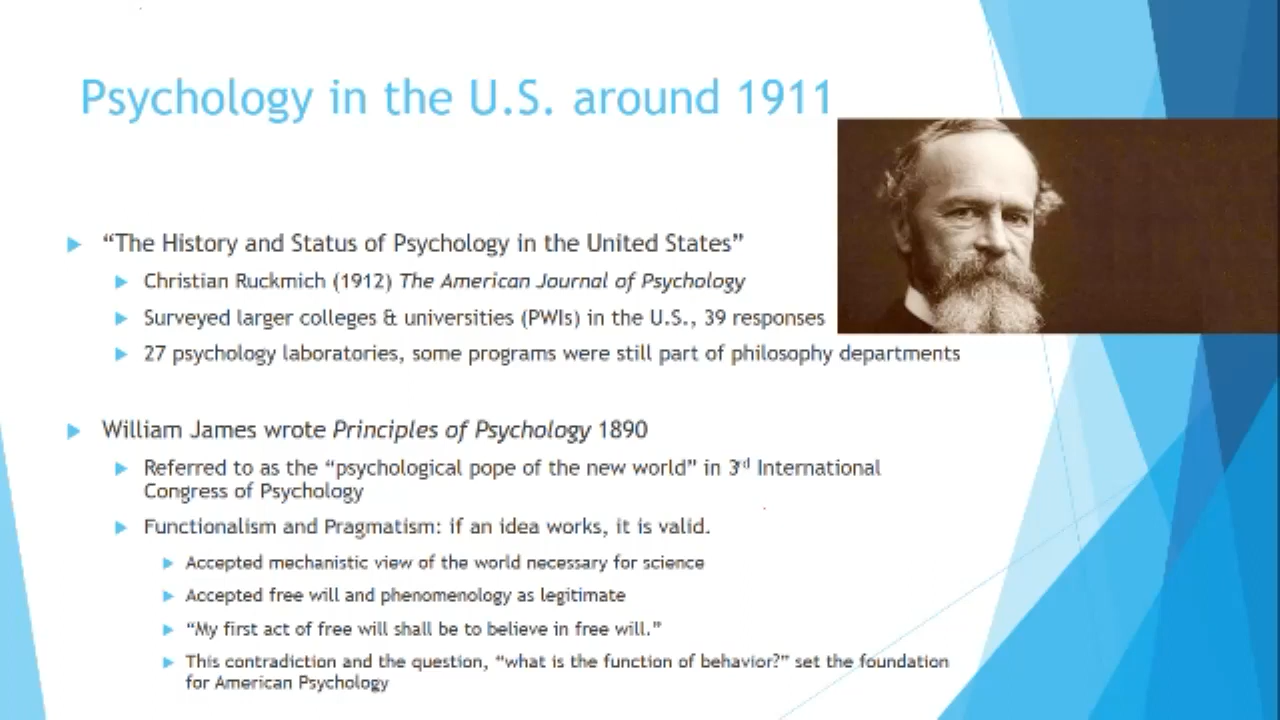 Psychology in the U.S. around 1911
“The History and Status of Psychology in the United States”
Christian Ruckmich (1912) The American Journal of Psychology
Surveyed larger colleges & universities (PWIs) in the U.S., 39 responses
27 psychology laboratories, some programs were still part of philosophy departments
William James wrote Principles of Psychology 1890
Referred to as the “psychological pope of the new world” in 3rd International
Congress of Psychology
Functionalism and Pragmatism: if an idea works, it is valid.
Accepted mechanistic view of the world necessary for science
Accepted free will and phenomenology as legitimate
“My first act of free will shall be to believe in free will.”
This contradiction and the question, “what is the function of behavior?” set the foundation
for American Psychology